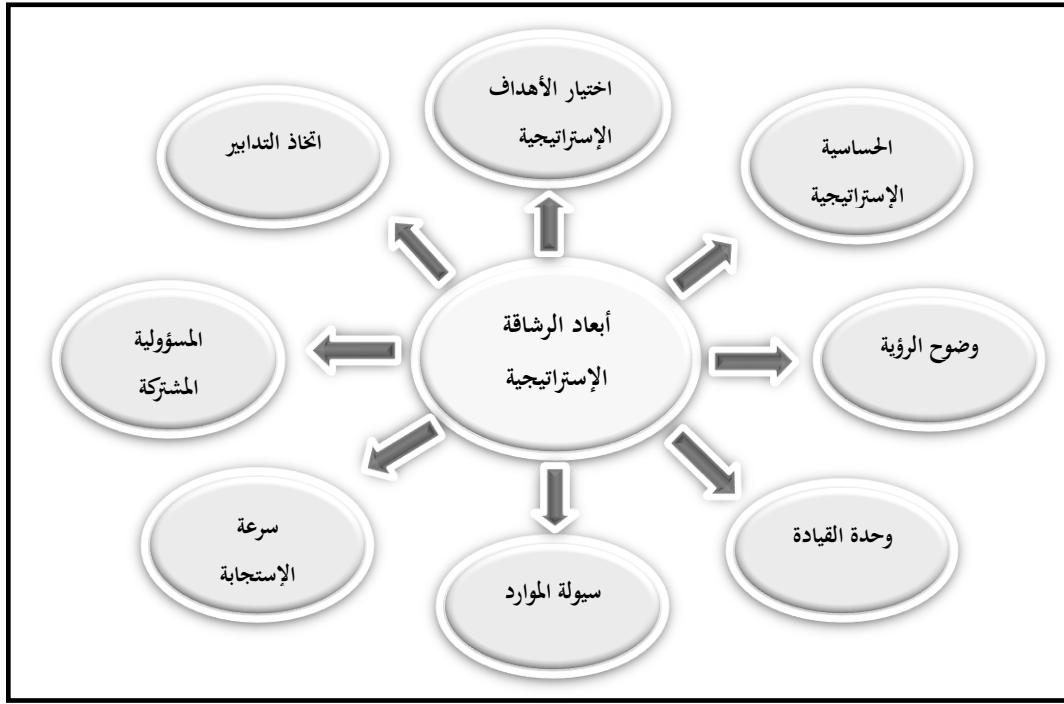 اختيار الأهداف
الإستراتيجية
الحساسية
الإستراتيجية
وضوح الرؤية
وحدة القيادة
سيولة الموارد
سرعة
الإستجابة
المسؤولية
المشتركة
اتخاذ التدابير
أبعاد الرشاقة
الإستراتيجية